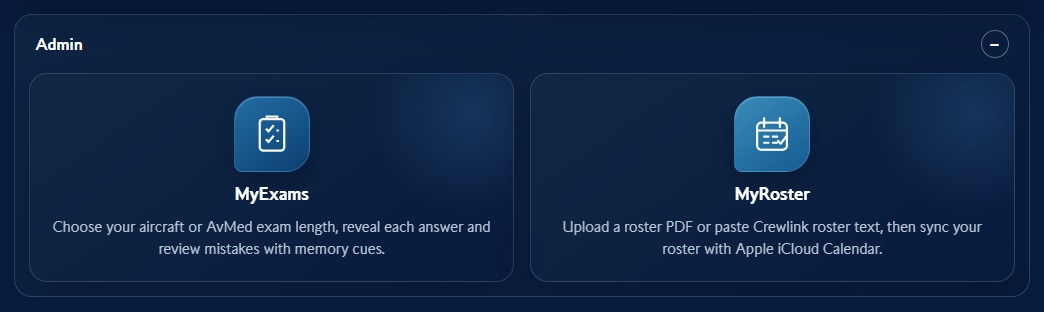 Admin
MyExams
Choose your aircraft or AvMed exam length, reveal each answer and
review mistakes with memory cues.
MyRoster
Upload a roster PDF or paste Crewlink roster text, then sync your
roster with Apple iCloud Calendar.